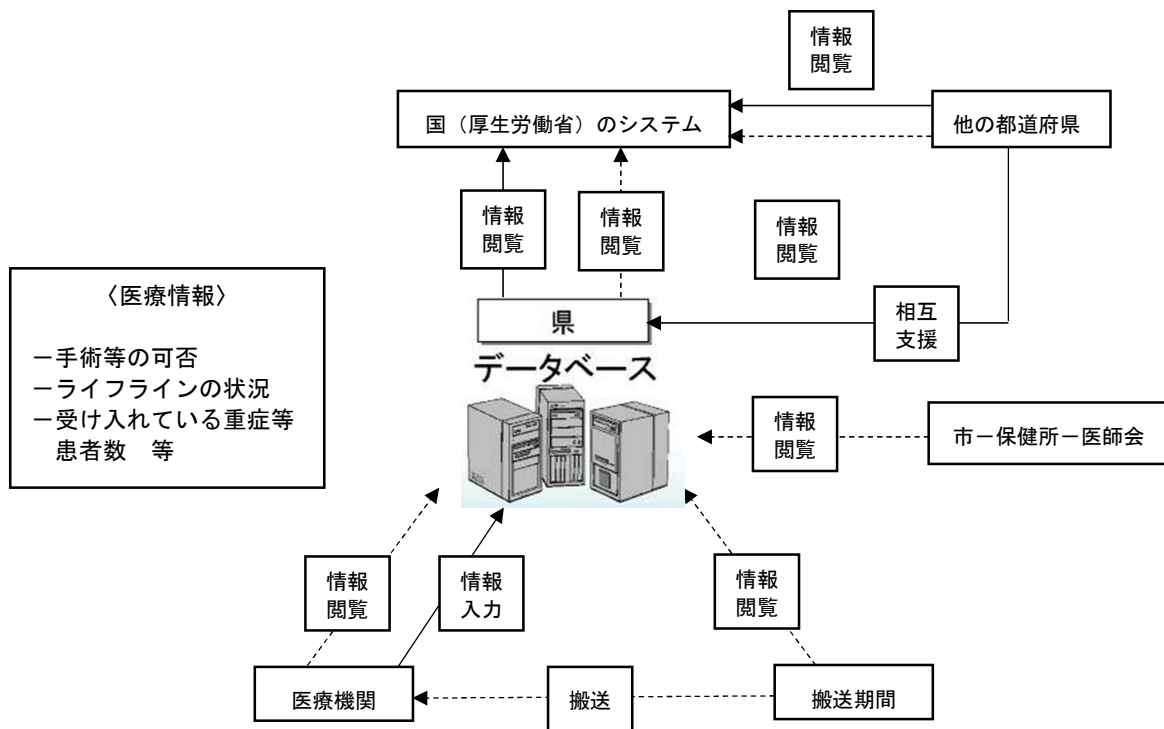 情報
閲覧
国（厚生労働省）のシステム
他の都道府県
情報
閲覧
情報
閲覧
情報
閲覧
〈医療情報〉
－手術等の可否
－ライフラインの状況
－受け入れている重症等
患者数　等
県
データベース
相互
支援
情報
閲覧
市－保健所－医師会
情報
閲覧
情報
入力
情報
閲覧
医療機関
搬送
搬送期間